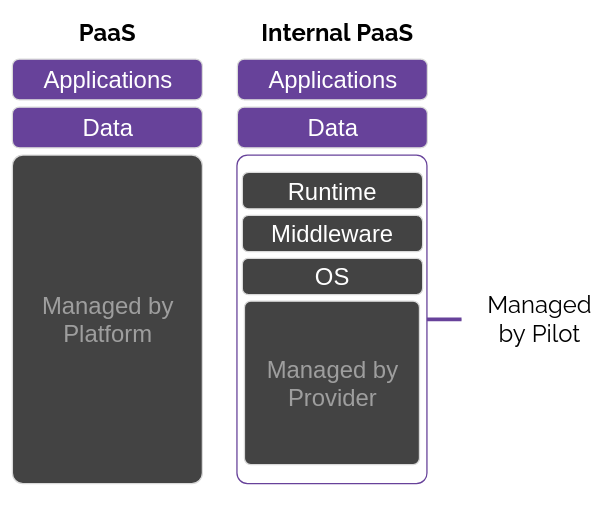 PaaS
Applications
Data
Managed by
Platform
Internal PaaS
Applications
Data
Runtime
Middleware
OS
Managed by
Provider
Managed
by Pilot